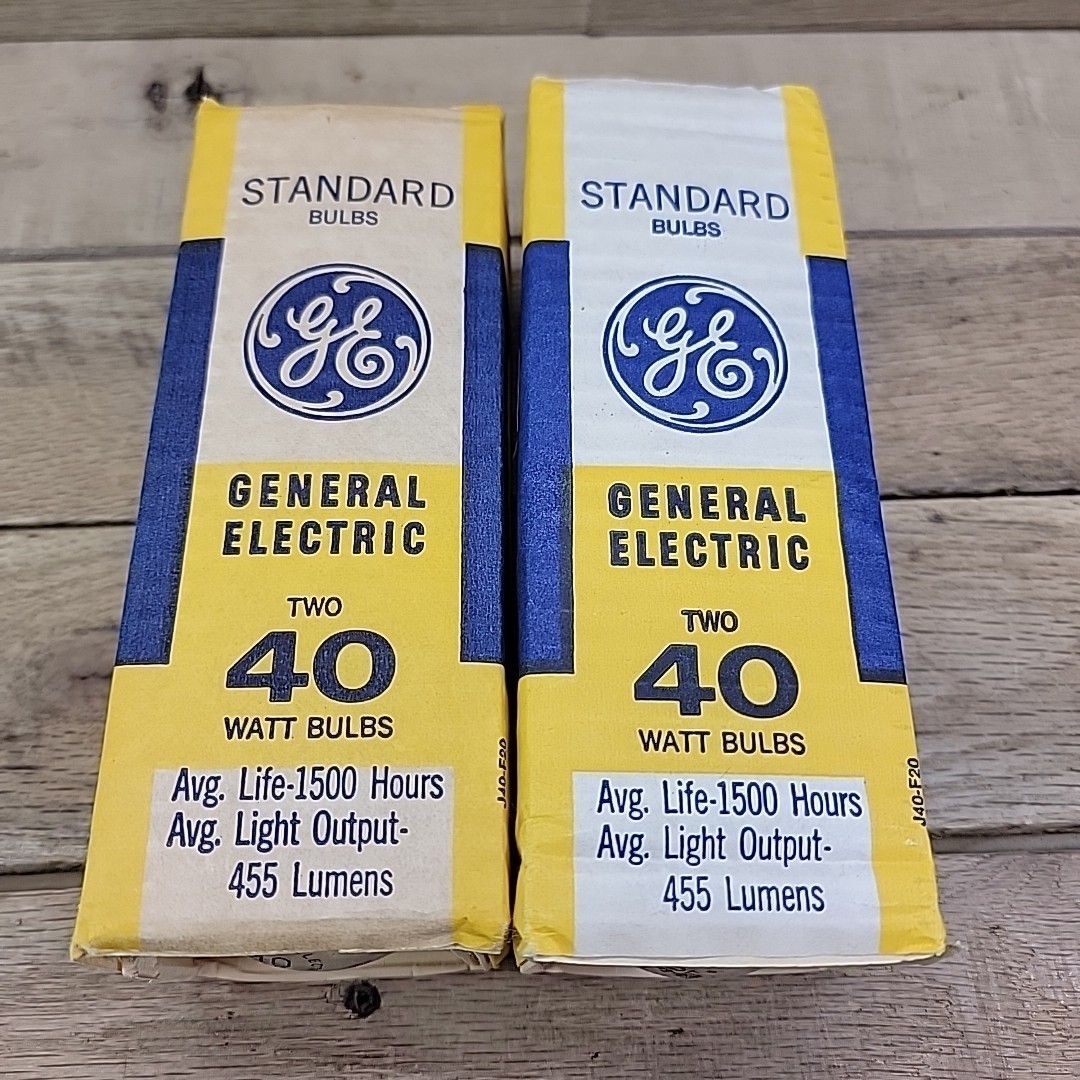 STANDARD
BULBS
GE
GENERAL
ELECTRIC
TWO
40
WATT BULBS
Avg. Life-1500 Hours
Avg. Light Output-
455 Lumens
J40-F20
STANDARD
BULBS
GE
GENERAL
ELECTRIC
TWO
40
WATT BULBS
Avg. Life-1500 Hours
Avg. Light Output-
455 Lumens
J40-F20